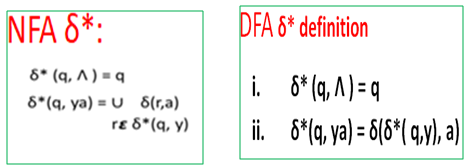 NFA δ*:
δ* (q, Λ ) = q
δ*(q, ya) = ∪ δ(r,a)
rε δ*(q, y)
DFA δ* definition
i. δ* (q, Λ ) = q
ii. δ*(q, ya) = δ(δ*( q,y), a)